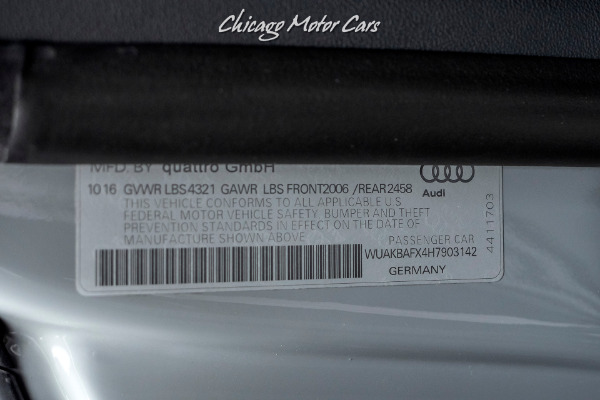 Chicago Motor Cars
MFD. BY quattro GmbH
10 16 GVWR LBS 4321 GAWR LBS FRONT2006 /REAR 2458
Audi
THIS VEHICLE CONFORMS TO ALL APPLICABLE U.S
FEDERAL MOTOR VEHICLE SAFETY, BUMPER AND THEFT
PREVENTION STANDARDS IN EFFECT ON THE DATE OF
MANUFACTURE SHOWN ABOVE
PASSENGER CAR
WUAKBAFX4H7903142
GERMANY
4411703